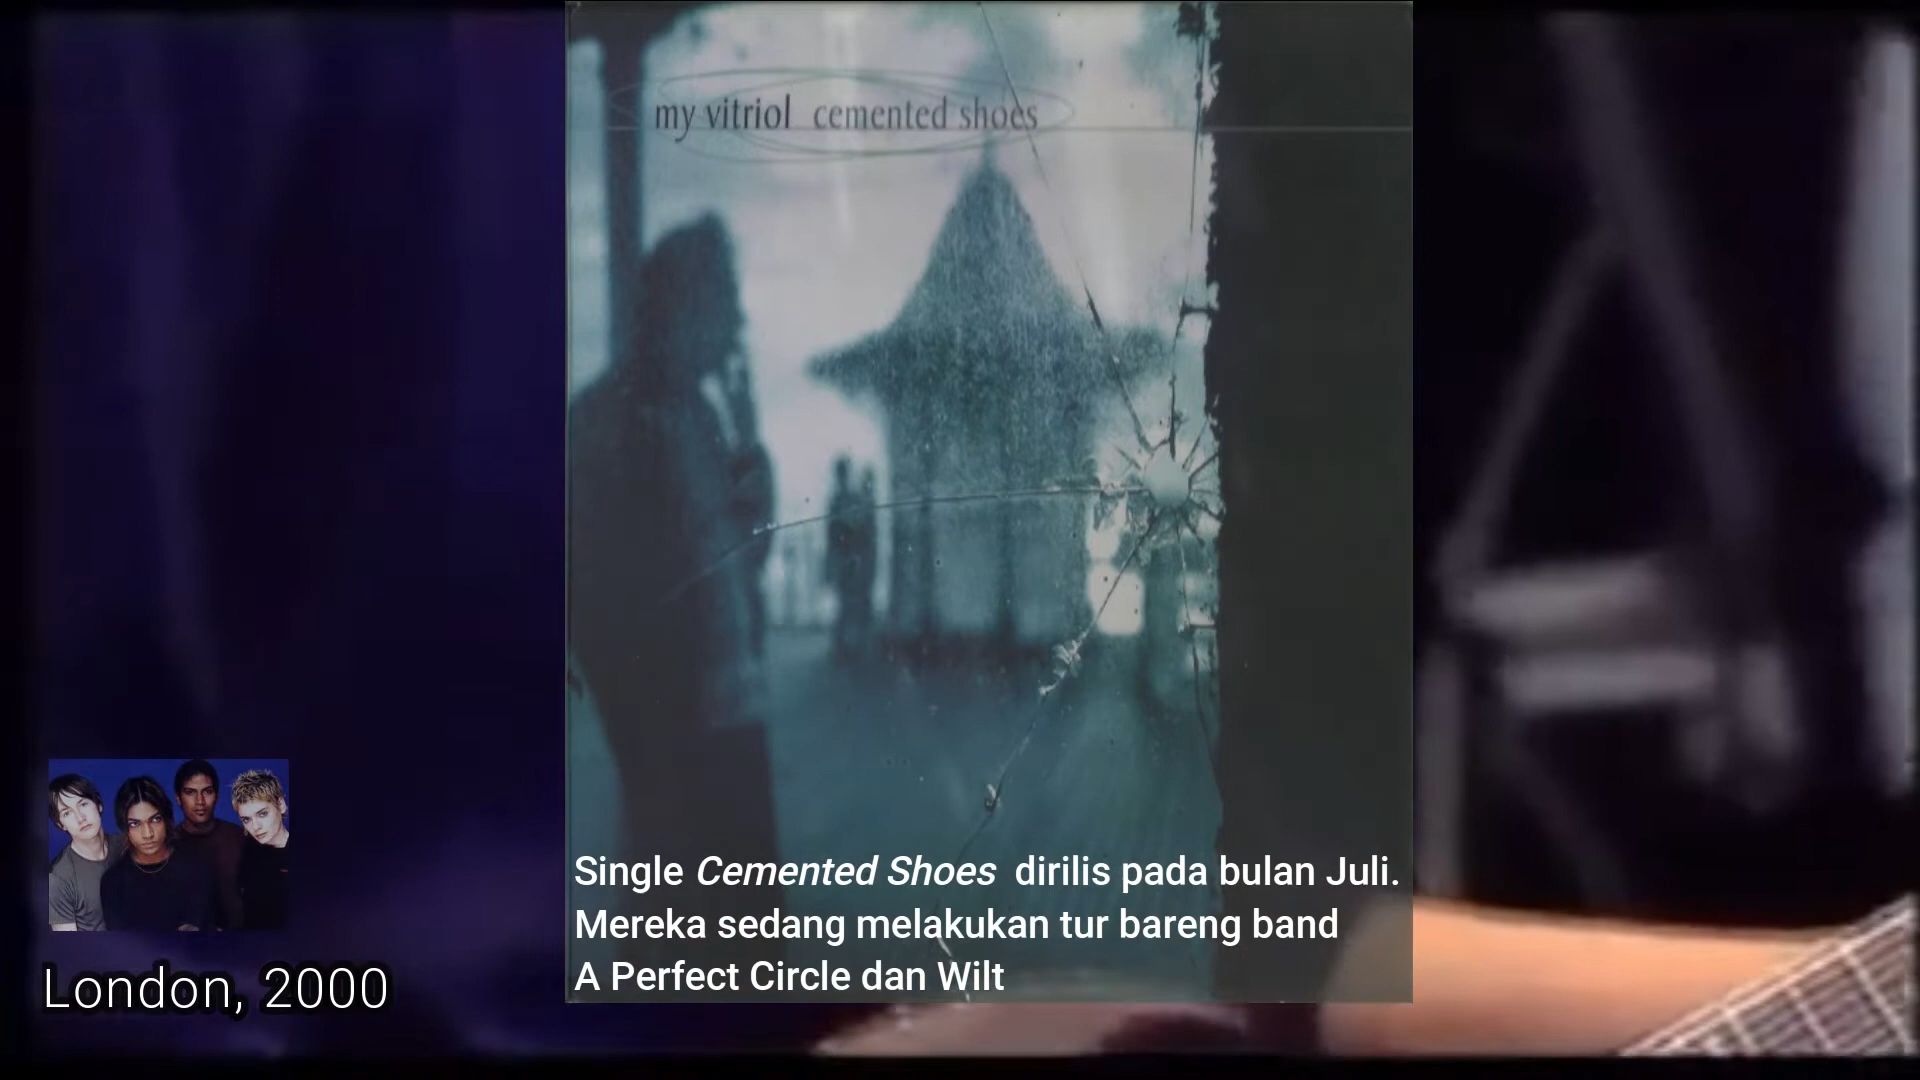 my vitriol cemented shoes
Single Cemented Shoes dirilis pada bulan Juli.
Mereka sedang melakukan tur bareng band
A Perfect Circle dan Wilt
London, 2000